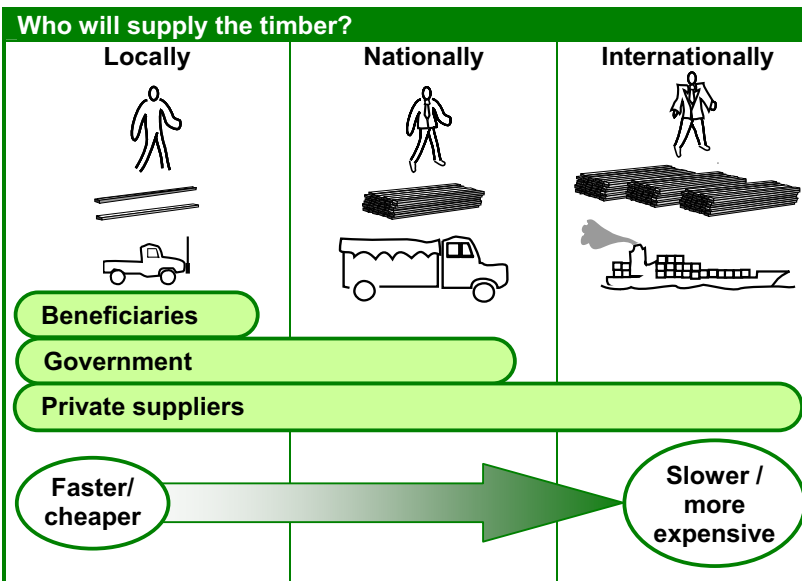 Who will supply the timber?
Locally
Nationally
Internationally
Beneficiaries
Government
Private suppliers
Faster/
cheaper
Slower /
more
expensive